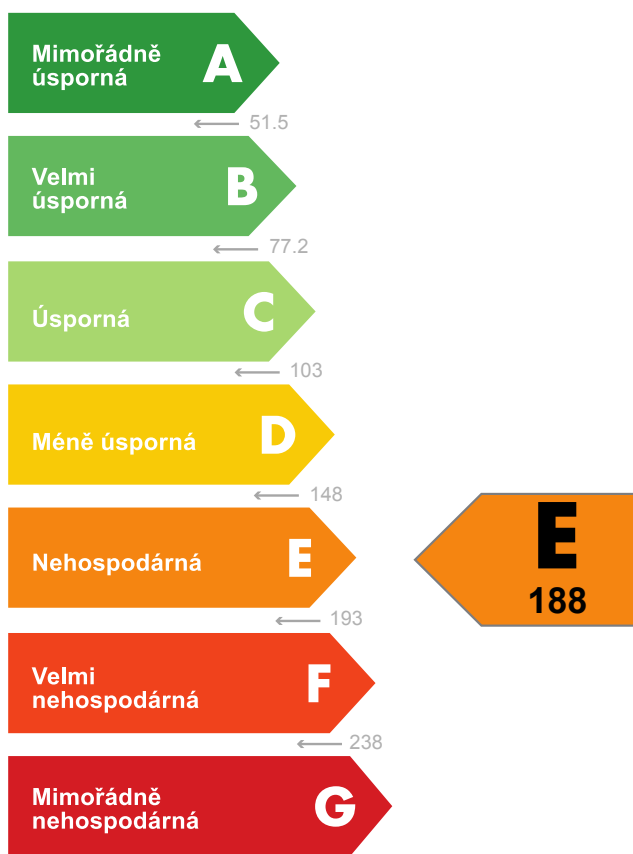 Mimořádně
úsporná
A
← 51.5
Velmi
úsporná
B
← 77.2
Úsporná
C
← 103
Méně úsporná
D
← 148
Nehospodárná
E
← 193
E
188
Velmi
nehospodárná
F
← 238
Mimořádně
nehospodárná
G